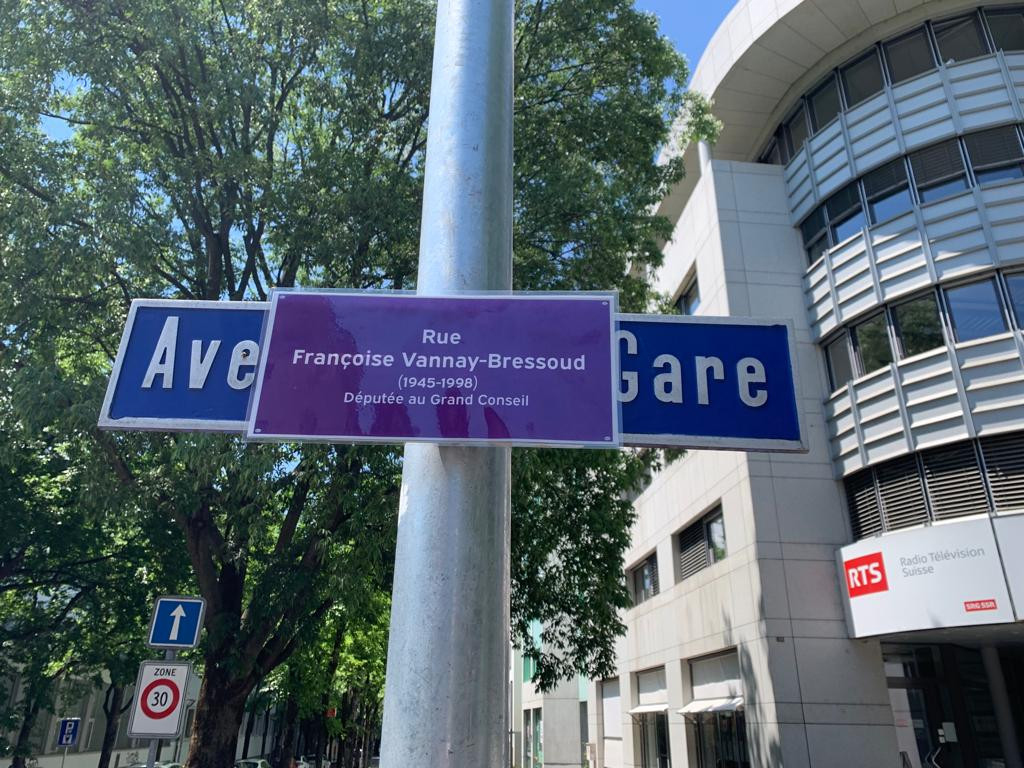 Ave
Rue
Françoise Vannay-Bressoud
(1945-1998)
Députée au Grand Conseil
Gare
RTS
Radio Télévision
Suisse
SRG SSR
ZONE
30
P